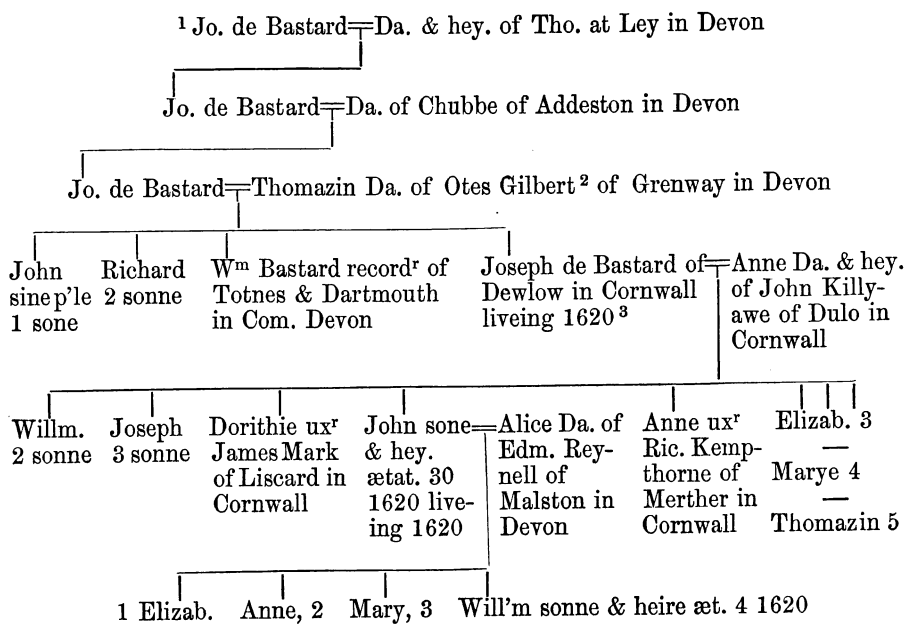 ¹ Jo. de Bastard=Da. & hey. of Tho. at Ley in Devon
Jo. de Bastard=Da. of Chubbe of Addeston in Devon
Jo. de Bastard=Thomazin Da. of Otes Gilbert² of Grenway in Devon
John
sine p'le
1 sone
Richard
2 sonne
Wᵐ Bastard recordʳ of
Totnes & Dartmouth
in Com. Devon
Joseph de Bastard of=
Dewlow in Cornwall
liveing 1620³
Anne Da. & hey.
of John Killy-
awe of Dulo in
Cornwall
Willm.
2 sonne
Joseph
3 sonne
Dorithie uxʳ
James Mark
of Liscard in
Cornwall
John sone=
& hey.
ætat. 30
1620 live-
ing 1620
Alice Da. of
Edm. Rey-
nell of
Malston in
Devon
Anne uxʳ
Ric. Kemp-
thorne of
Merther in
Cornwall
Elizab. 3
—
Marye 4
—
Thomazin 5
1 Elizab.
Anne, 2
Mary, 3
Will'm sonne & heire æt. 4 1620